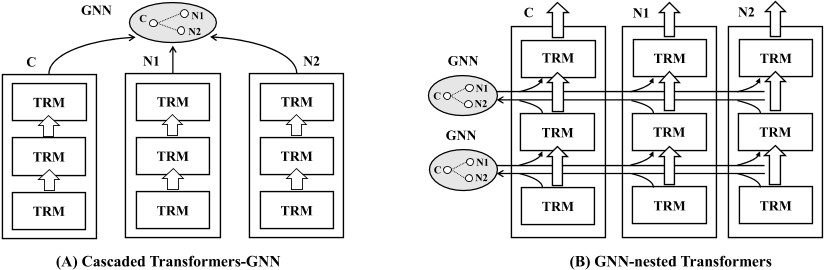 GNN
C N1
N2
C N1 N2
TRM TRM TRM
TRM TRM TRM
TRM TRM TRM
(A) Cascaded Transformers-GNN
C N1 N2
TRM TRM TRM
GNN
C N1
N2
TRM TRM TRM
GNN
C N1
N2
TRM TRM TRM
(B) GNN-nested Transformers